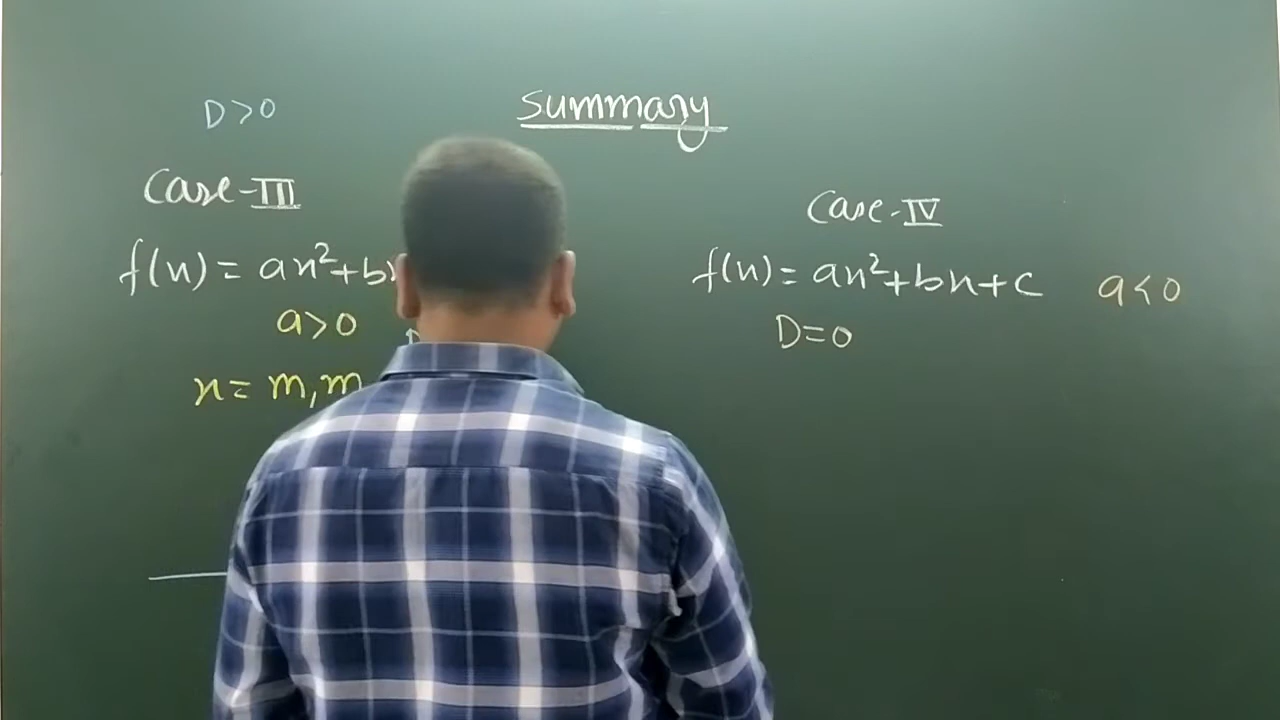 D>0
Summary
Case-III
f(x) = ax²+b
a>0
x = m, m
Case-IV
f(x) = ax²+bx+c a<0
D=0